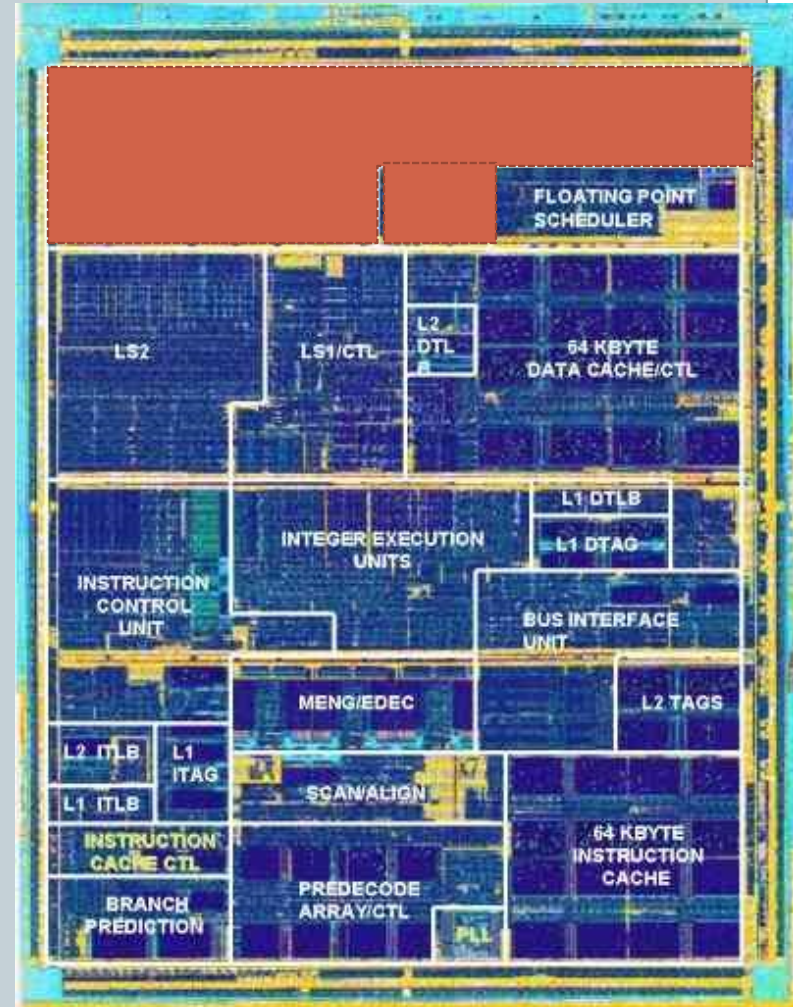 FLOATING POINT
SCHEDULER
LS2
LS1/CTL
L2
DTL
B
64 KBYTE
DATA CACHE/CTL
L1 DTLB
L1 DTAG
INTEGER EXECUTION
UNITS
INSTRUCTION
CONTROL
UNIT
BUS INTERFACE
UNIT
MENG/EDEC
L2 TAGS
L2 ITLB
L1
ITAG
L1 ITLB
SCAN/ALIGN
K7
INSTRUCTION
CACHE CTL
64 KBYTE
INSTRUCTION
CACHE
BRANCH
PREDICTION
PREDECODE
ARRAY/CTL
PLL